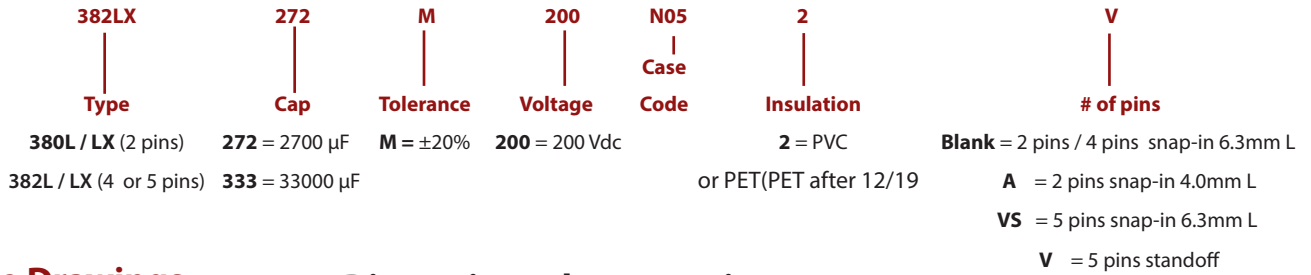 382LX 272 M 200 N05 2 V
Case
Type Cap Tolerance Voltage Code Insulation # of pins
380L / LX (2 pins) 272 = 2700 µF M = ±20% 200 = 200 Vdc 2 = PVC Blank = 2 pins / 4 pins snap-in 6.3mm L
382L / LX (4 or 5 pins) 333 = 33000 µF or PET(PET after 12/19 A = 2 pins snap-in 4.0mm L
VS = 5 pins snap-in 6.3mm L
V = 5 pins standoff